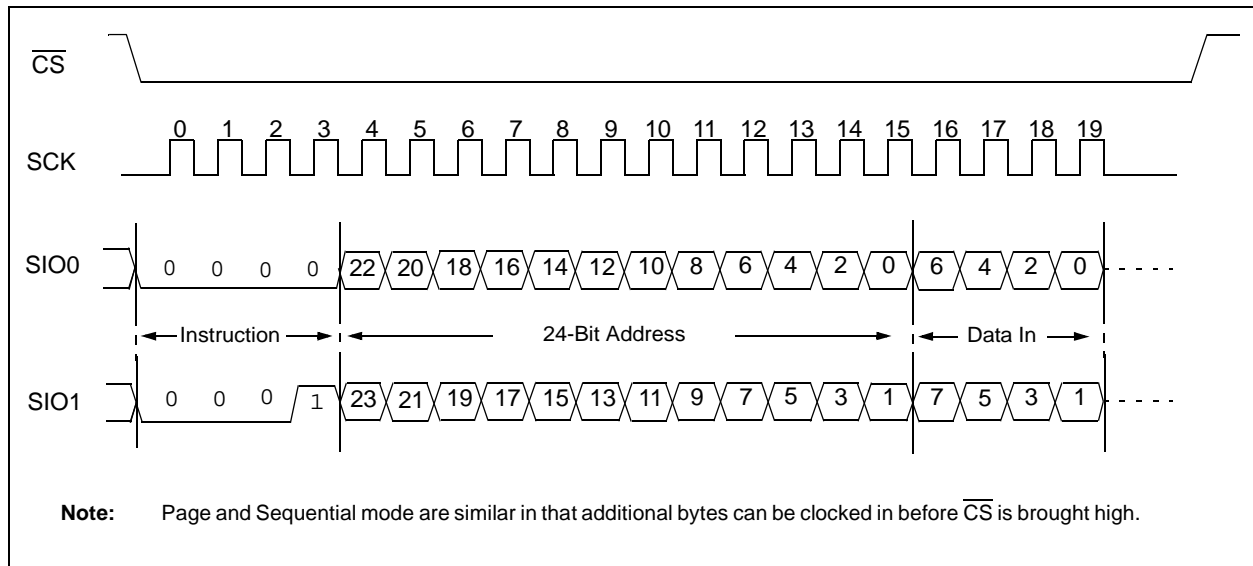 CS
0 1 2 3 4 5 6 7 8 9 10 11 12 13 14 15 16 17 18 19
SCK
SIO0 0 0 0 0 22 20 18 16 14 12 10 8 6 4 2 0 6 4 2 0
Instruction 24-Bit Address Data In
SIO1 0 0 0 1 23 21 19 17 15 13 11 9 7 5 3 1 7 5 3 1
Note: Page and Sequential mode are similar in that additional bytes can be clocked in before CS is brought high.